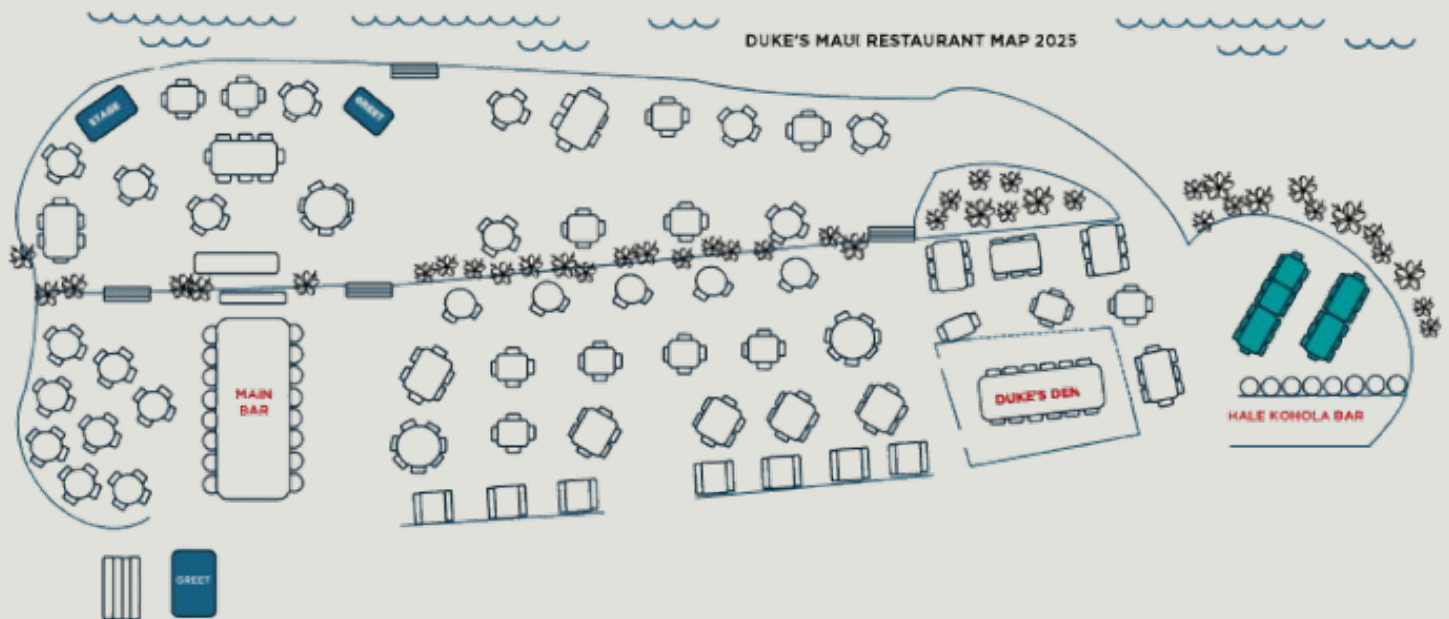 DUKE'S MAUI RESTAURANT MAP 2025
STAGE
GREET
MAIN
BAR
DUKE'S DEN
HALE KOHOLA BAR
GREET